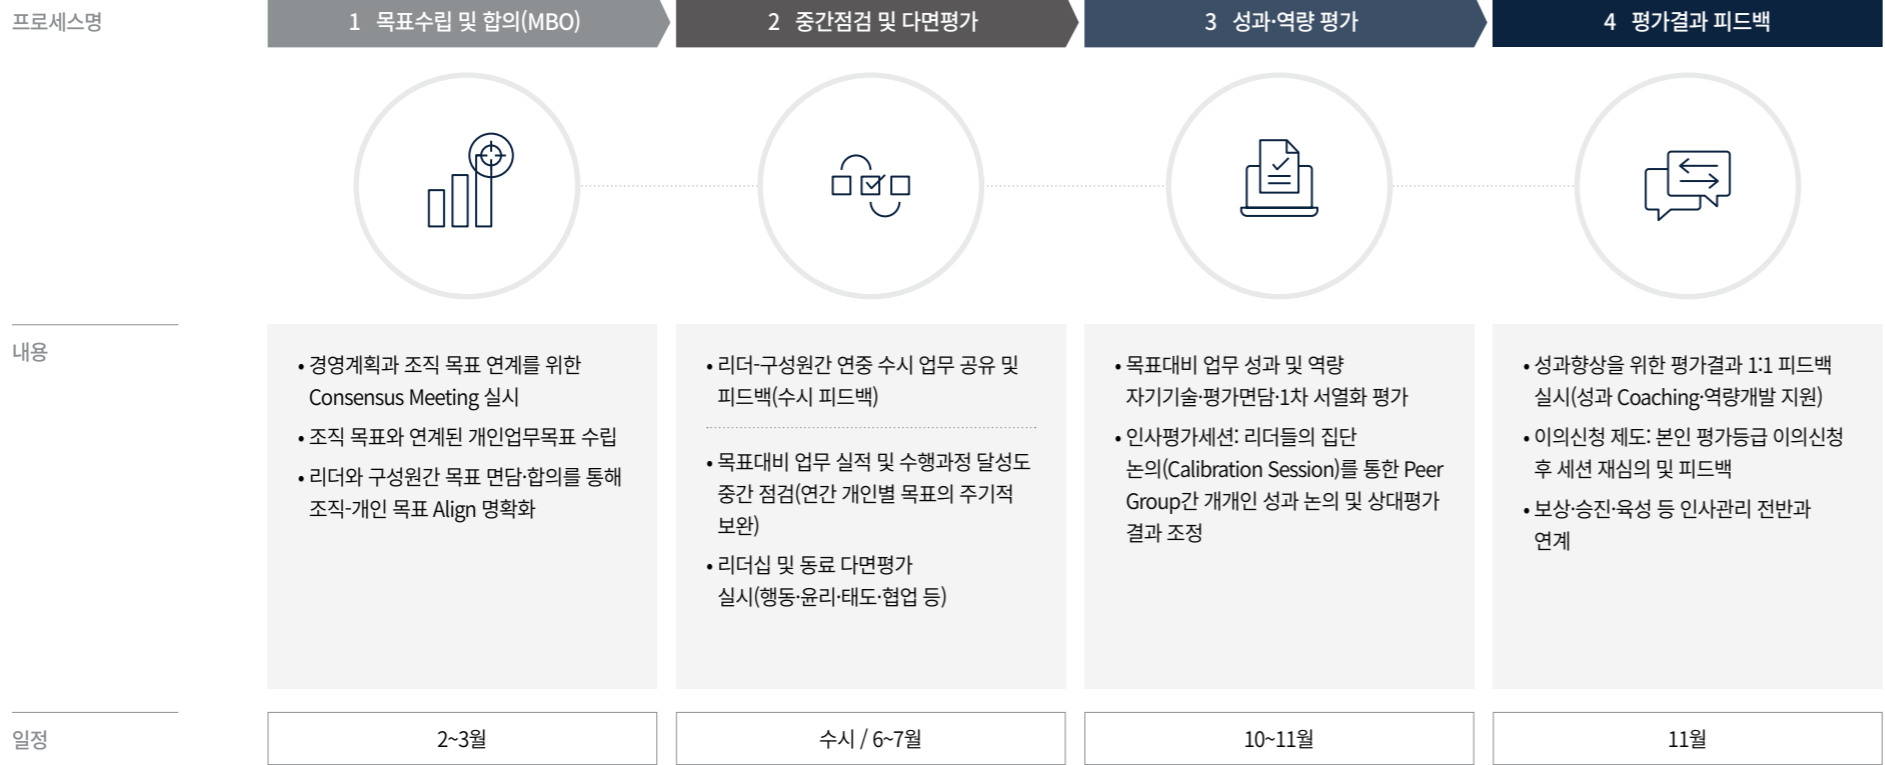 프로세스명
1 목표수립 및 합의(MBO)
2 중간점검 및 다면평가
3 성과·역량 평가
4 평가결과 피드백
내용
• 경영계획과 조직 목표 연계를 위한
Consensus Meeting 실시
• 조직 목표와 연계된 개인업무목표 수립
• 리더와 구성원간 목표 면담·합의를 통해
조직-개인 목표 Align 명확화
• 리더-구성원간 연중 수시 업무 공유 및
피드백(수시 피드백)
• 목표대비 업무 실적 및 수행과정 달성도
중간 점검(연간 개인별 목표의 주기적
보완)
• 리더십 및 동료 다면평가
실시(행동·윤리·태도·협업 등)
• 목표대비 업무 성과 및 역량
자기기술·평가면담·1차 서열화 평가
• 인사평가세션: 리더들의 집단
논의(Calibration Session)를 통한 Peer
Group간 개개인 성과 논의 및 상대평가
결과 조정
• 성과향상을 위한 평가결과 1:1 피드백
실시(성과 Coaching·역량개발 지원)
• 이의신청 제도: 본인 평가등급 이의신청
후 세션 재심의 및 피드백
• 보상·승진·육성 등 인사관리 전반과
연계
일정
2~3월
수시 / 6~7월
10~11월
11월